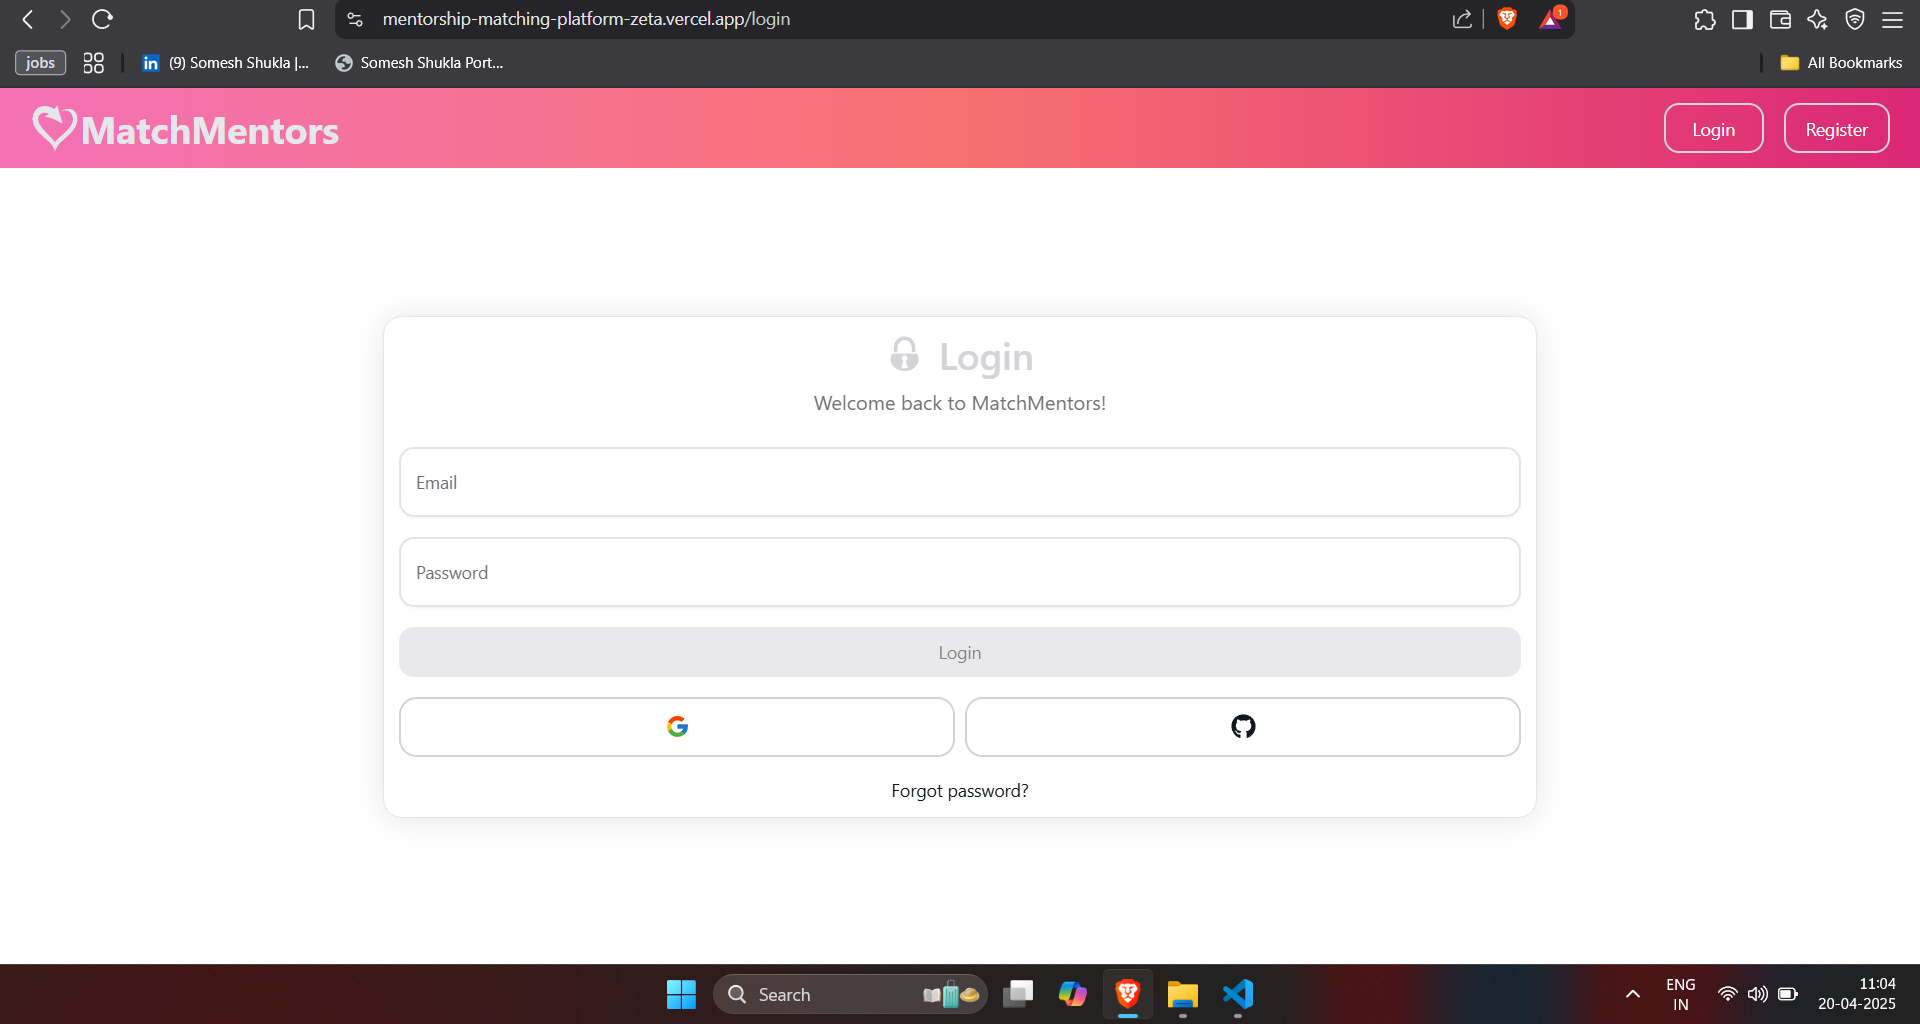 mentorship-matching-platform-zeta.vercel.app/login
1
jobs
(9) Somesh Shukla |...
Somesh Shukla Port...
All Bookmarks
MatchMentors
Login
Register
Login
Welcome back to MatchMentors!
Email
Password
Login
Forgot password?
Search
ENG
IN
11:04
20-04-2025